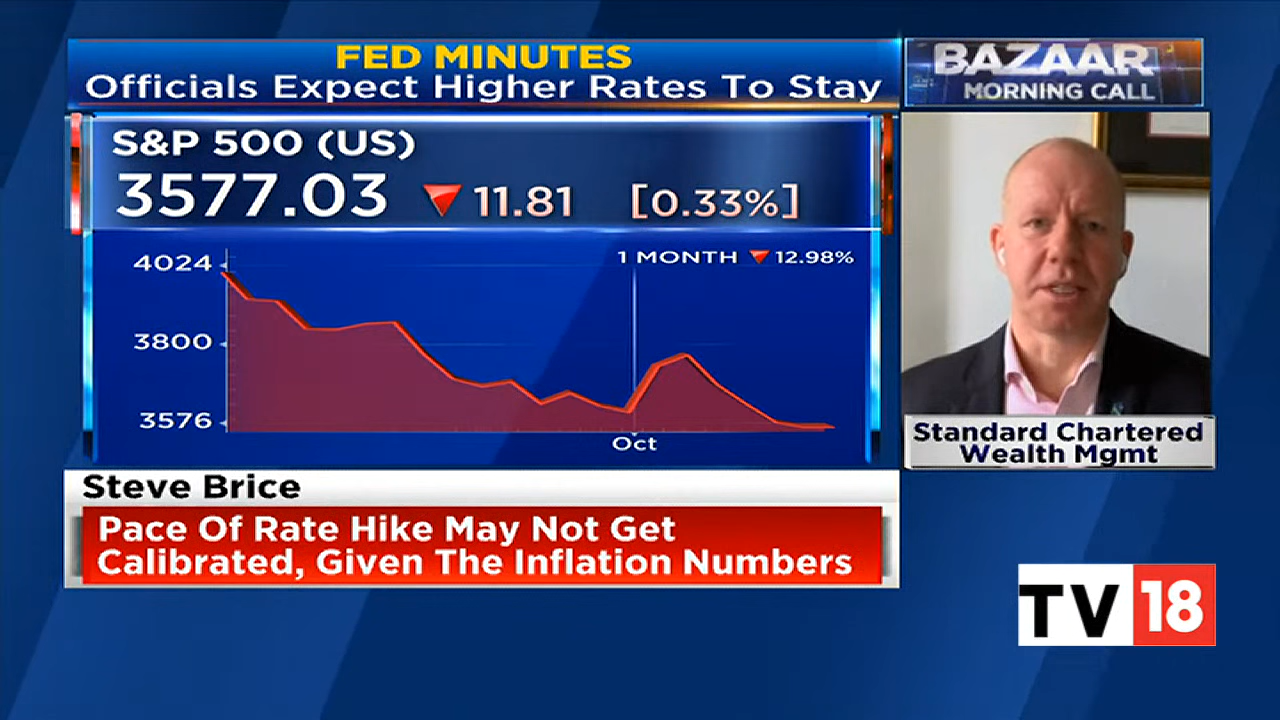 FED MINUTES
Officials Expect Higher Rates To Stay
BAZAAR
MORNING CALL
S&P 500 (US)
3577.03 ▼ 11.81 [0.33%]
1 MONTH ▼ 12.98%
4024
3800
3576
Oct
Standard Chartered
Wealth Mgmt
Steve Brice
Pace Of Rate Hike May Not Get
Calibrated, Given The Inflation Numbers
TV18